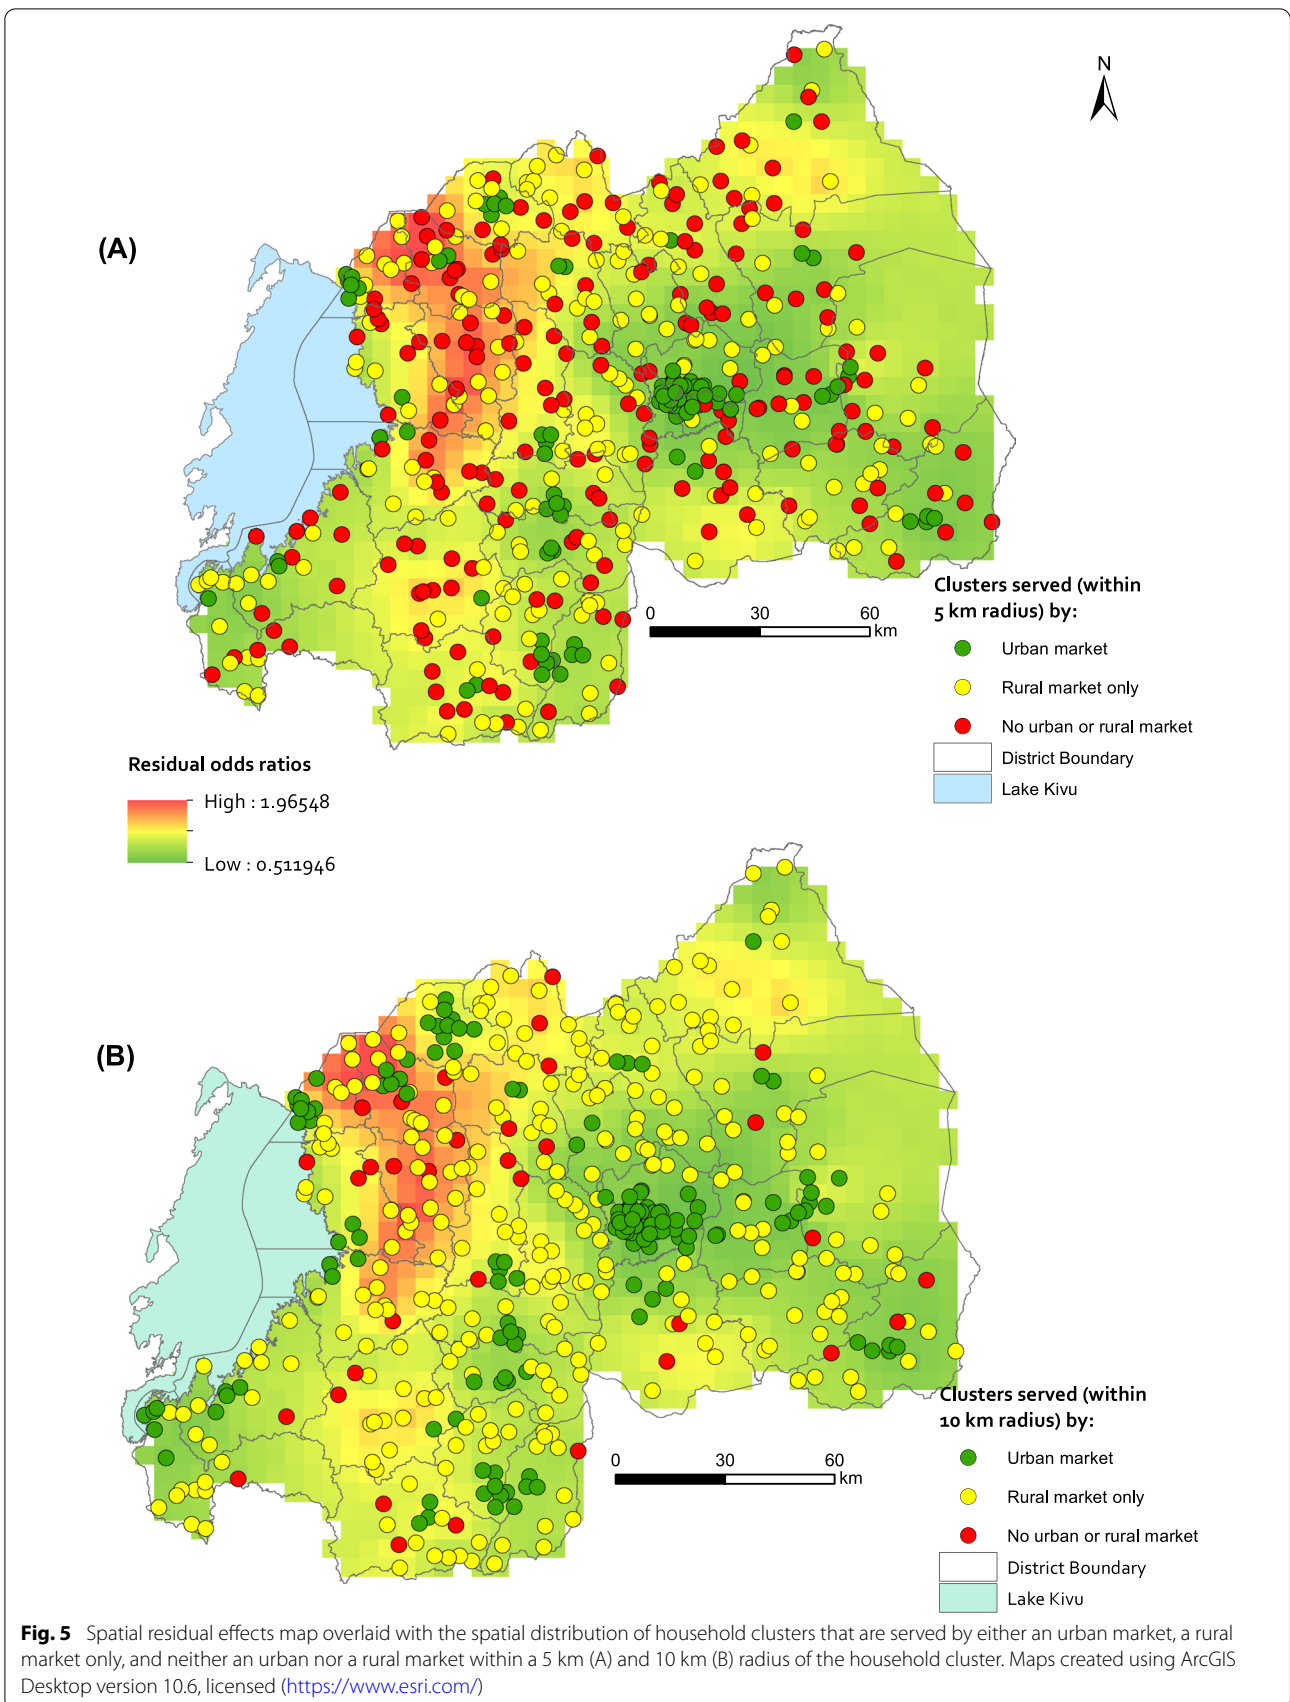 N
(A)
Clusters served (within
5 km radius) by:
0 30 60
km
Urban market
Rural market only
No urban or rural market
District Boundary
Lake Kivu
Residual odds ratios
High : 1.96548
Low : 0.511946
(B)
Clusters served (within
10 km radius) by:
0 30 60
km
Urban market
Rural market only
No urban or rural market
District Boundary
Lake Kivu
Fig. 5 Spatial residual effects map overlaid with the spatial distribution of household clusters that are served by either an urban market, a rural
market only, and neither an urban nor a rural market within a 5 km (A) and 10 km (B) radius of the household cluster. Maps created using ArcGIS
Desktop version 10.6, licensed (https://www.esri.com/)